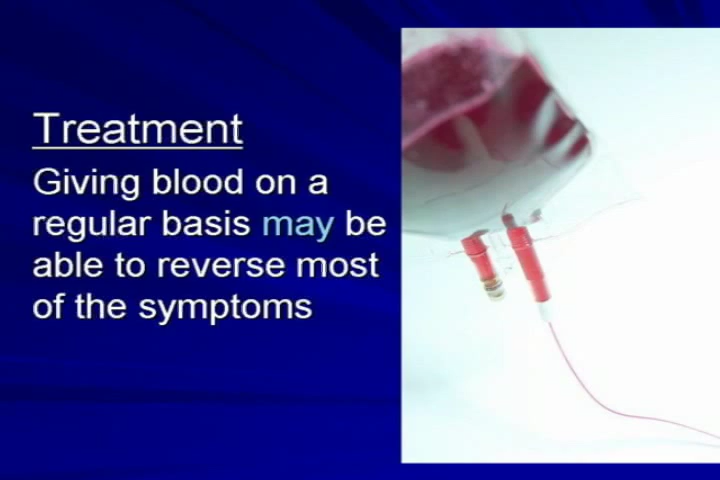 Treatment
Giving blood on a
regular basis may be
able to reverse most
of the symptoms